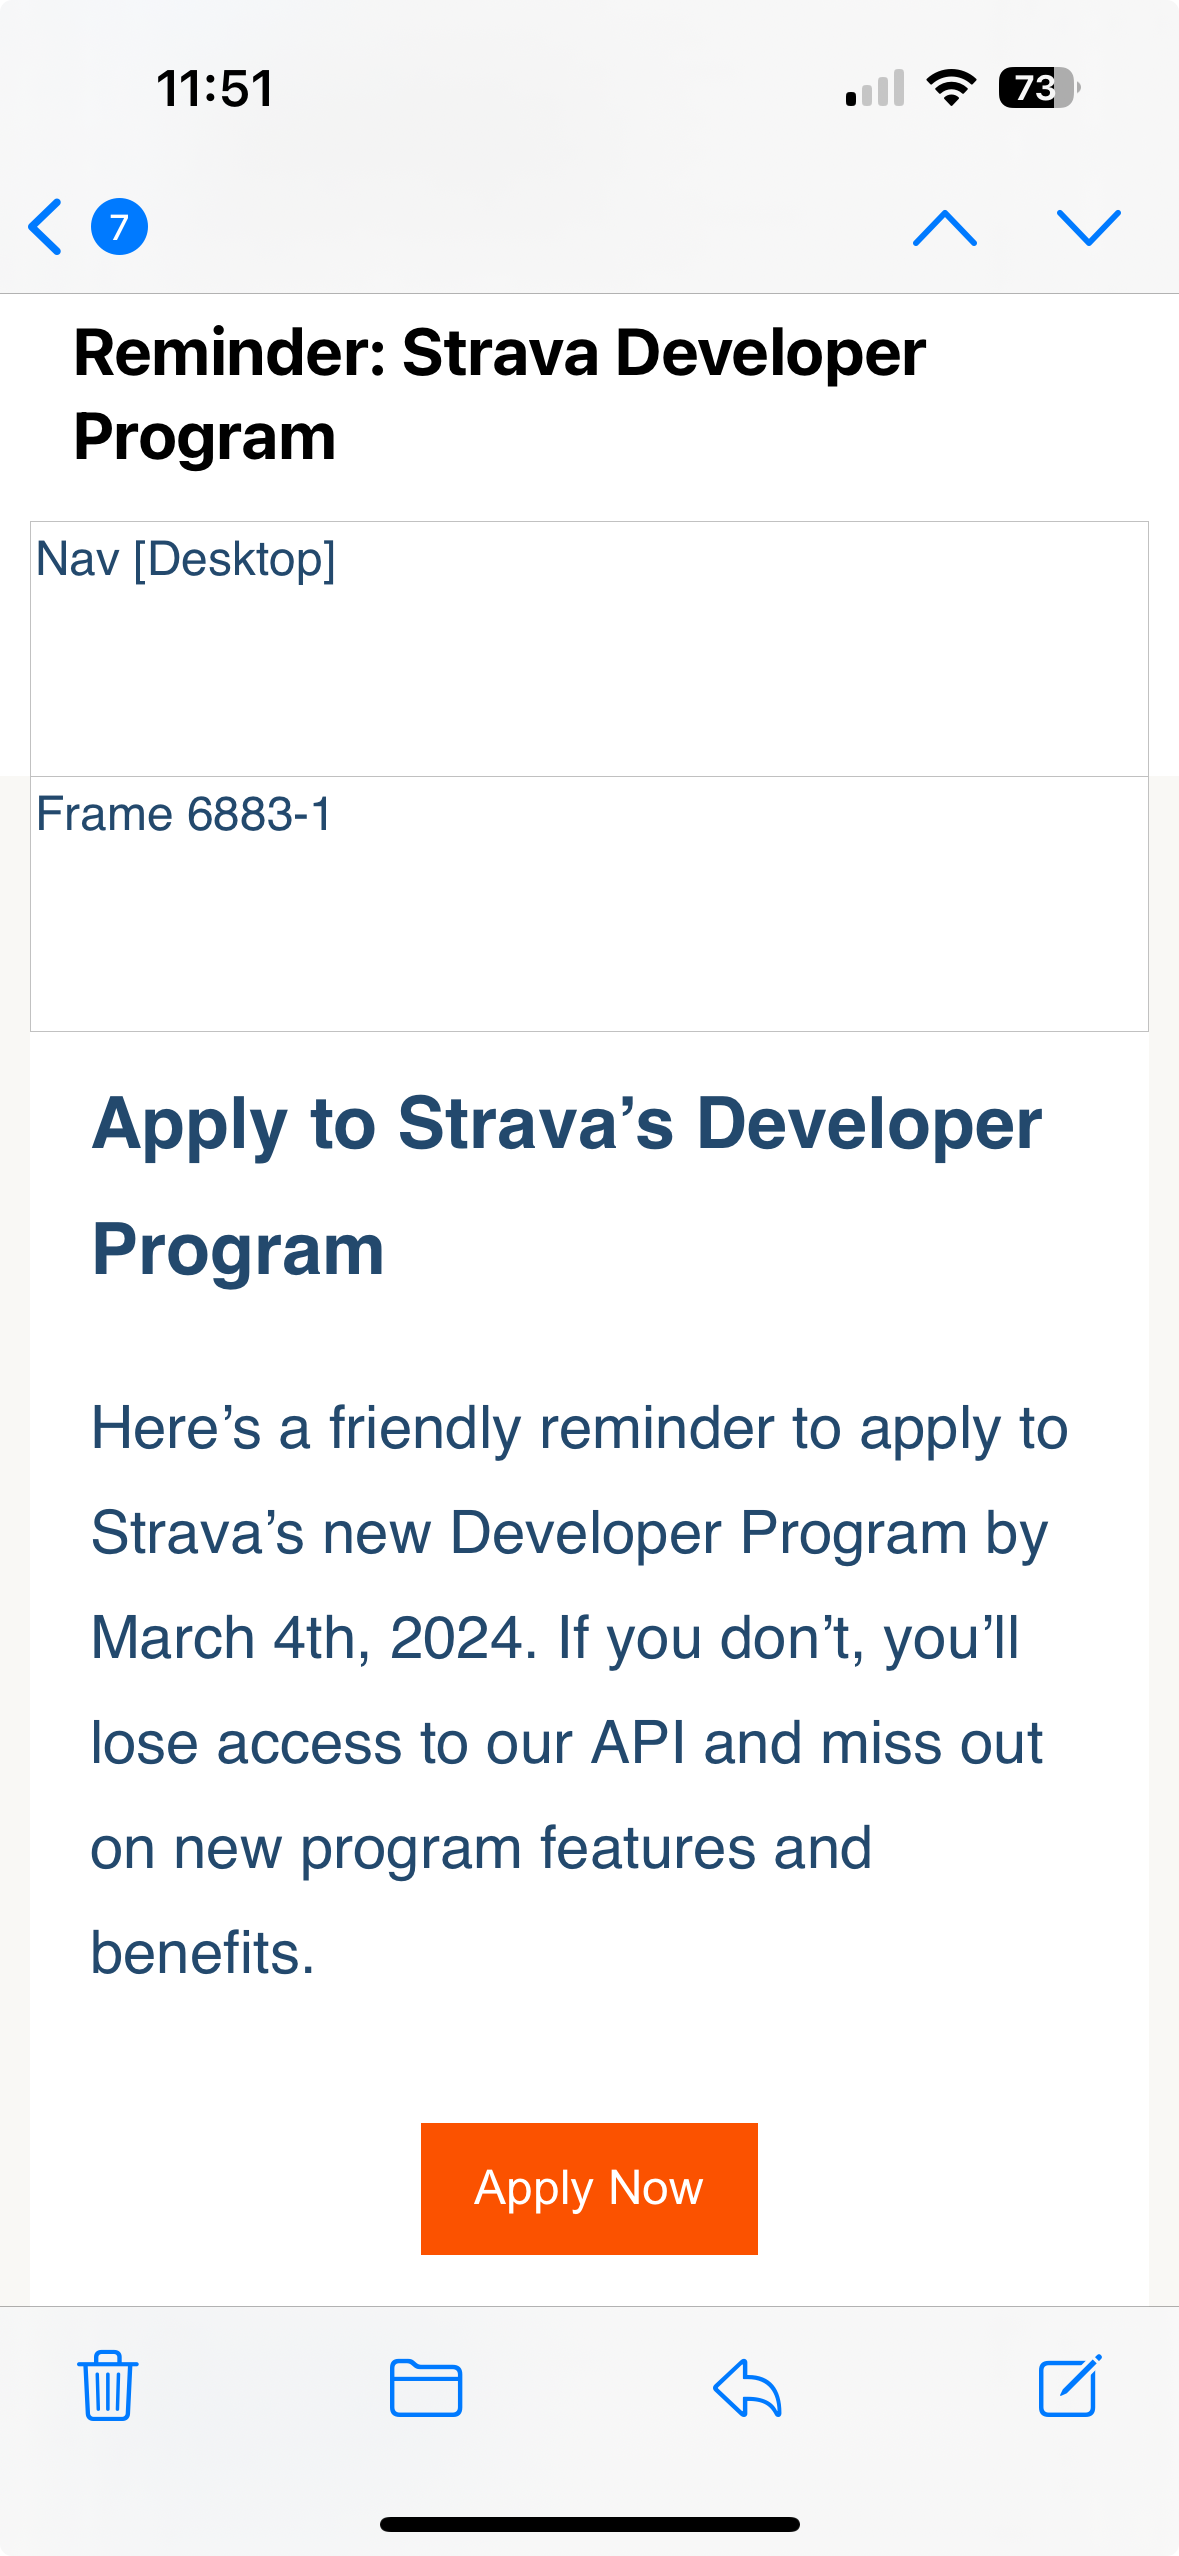 11:51
73
7
Reminder: Strava Developer
Program
Nav [Desktop]
Frame 6883-1
Apply to Strava’s Developer
Program
Here’s a friendly reminder to apply to
Strava’s new Developer Program by
March 4th, 2024. If you don’t, you’ll
lose access to our API and miss out
on new program features and
benefits.
Apply Now